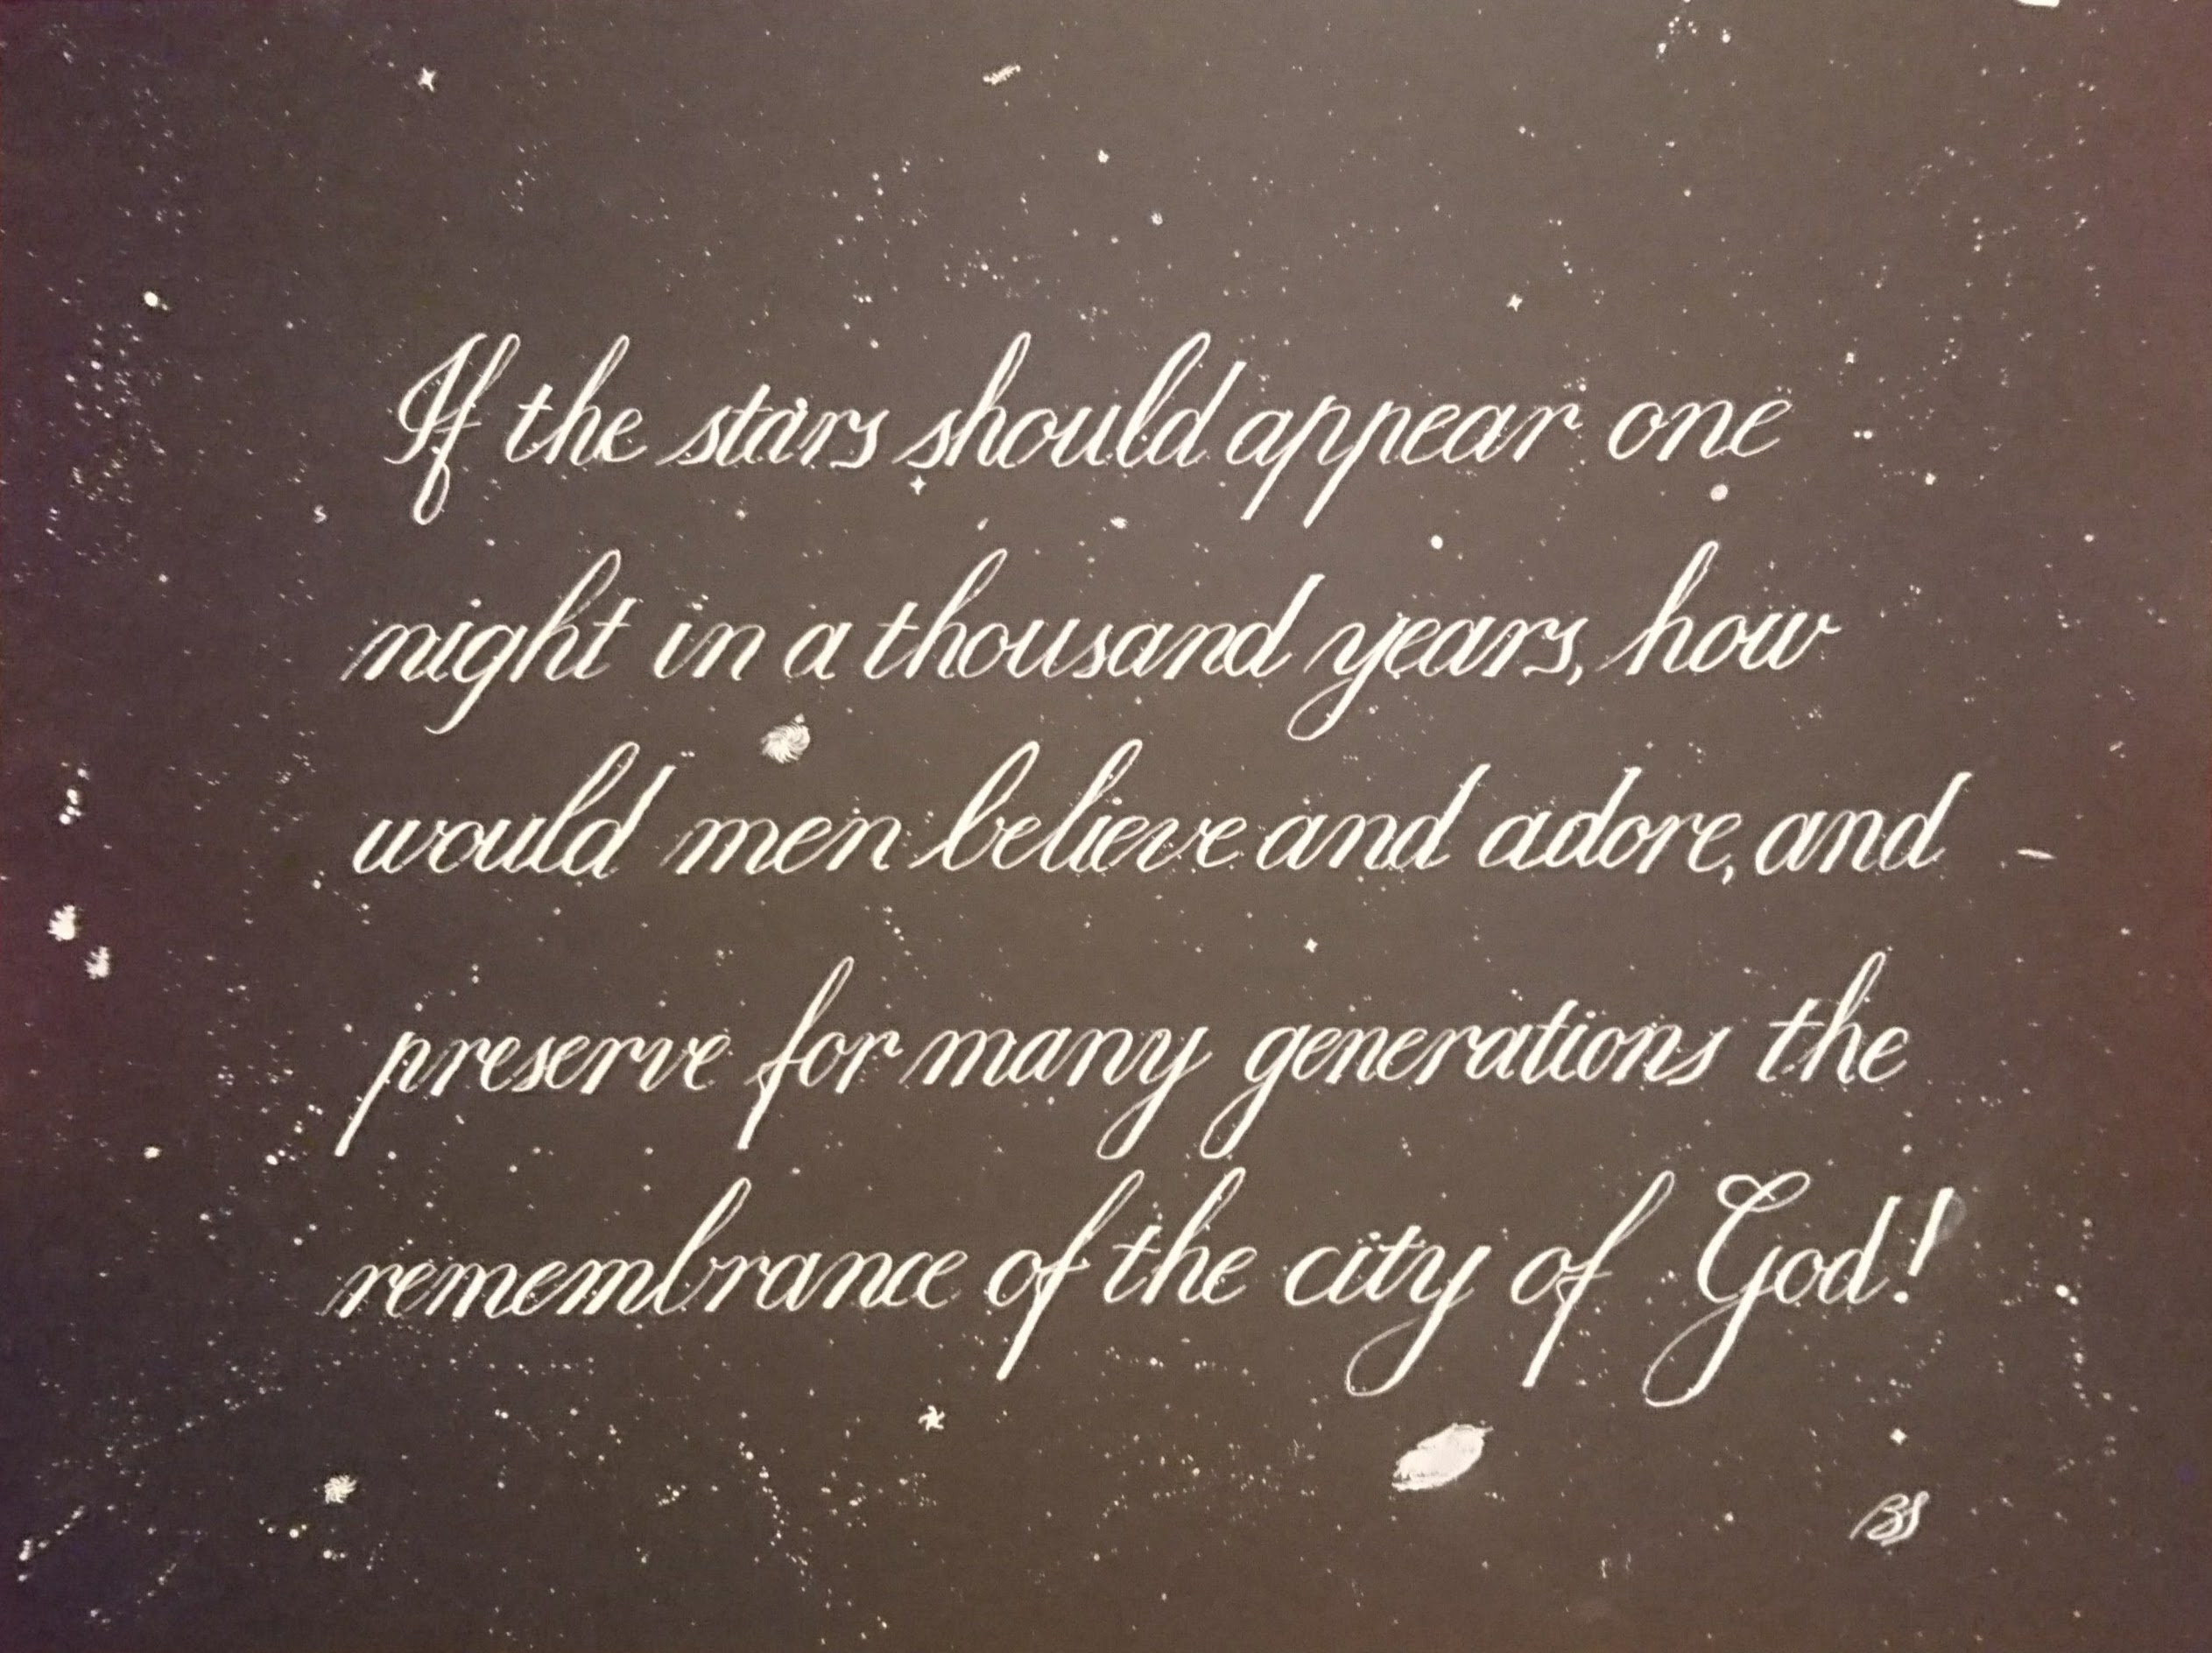 If the stars should appear one
night in a thousand years, how
would men believe and adore, and
preserve for many generations the
remembrance of the city of God!
BS